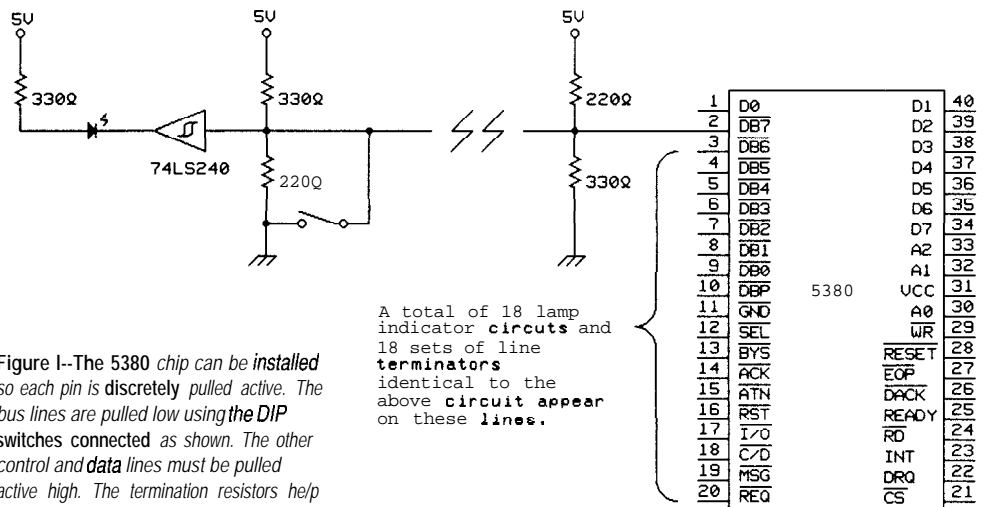 5V
5V
5V
330Ω
330Ω
220Ω
74LS240
220Q
330Ω
1 D0 D1 40
2 DB7 D2 39
3 DB6 D3 38
4 DB5 D4 37
5 DB4 D5 36
6 DB3 D6 35
7 DB2 D7 34
8 DB1 A2 33
9 DB0 A1 32
10 DBP 5380 VCC 31
11 GND A0 30
12 SEL WR 29
13 BYS RESET 28
14 ACK EOP 27
15 ATN DACK 26
16 RST READY 25
17 I/O RD 24
18 C/D INT 23
19 MSG DRQ 22
20 REQ CS 21
A total of 18 lamp
indicator circuts and
18 sets of line
terminators
identical to the
above circuit appear
on these lines.
Figure I--The 5380 chip can be installed
so each pin is discretely pulled active. The
bus lines are pulled low using the DIP
switches connected as shown. The other
control and data lines must be pulled
active high. The termination resistors he/p